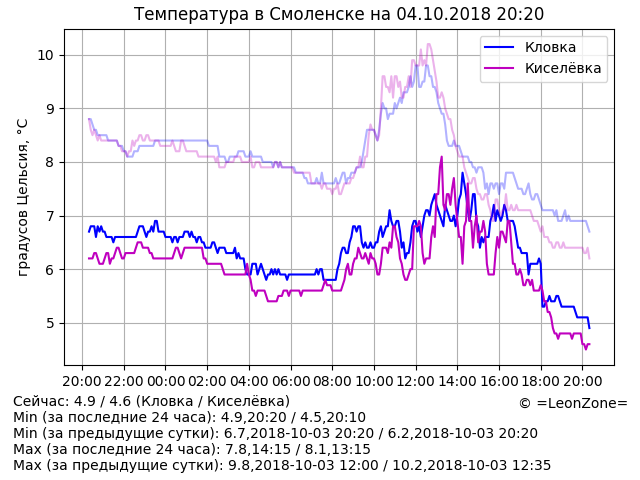 Температура в Смоленске на 04.10.2018 20:20
градусов Цельсия, °C
10
9
8
7
6
5
Кловка
Киселёвка
20:00 22:00 00:00 02:00 04:00 06:00 08:00 10:00 12:00 14:00 16:00 18:00 20:00
Сейчас: 4.9 / 4.6 (Кловка / Киселёвка)
© =LeonZone=
Min (за последние 24 часа): 4.9,20:20 / 4.5,20:10
Min (за предыдущие сутки): 6.7,2018-10-03 20:20 / 6.2,2018-10-03 20:20
Max (за последние 24 часа): 7.8,14:15 / 8.1,13:15
Max (за предыдущие сутки): 9.8,2018-10-03 12:00 / 10.2,2018-10-03 12:35